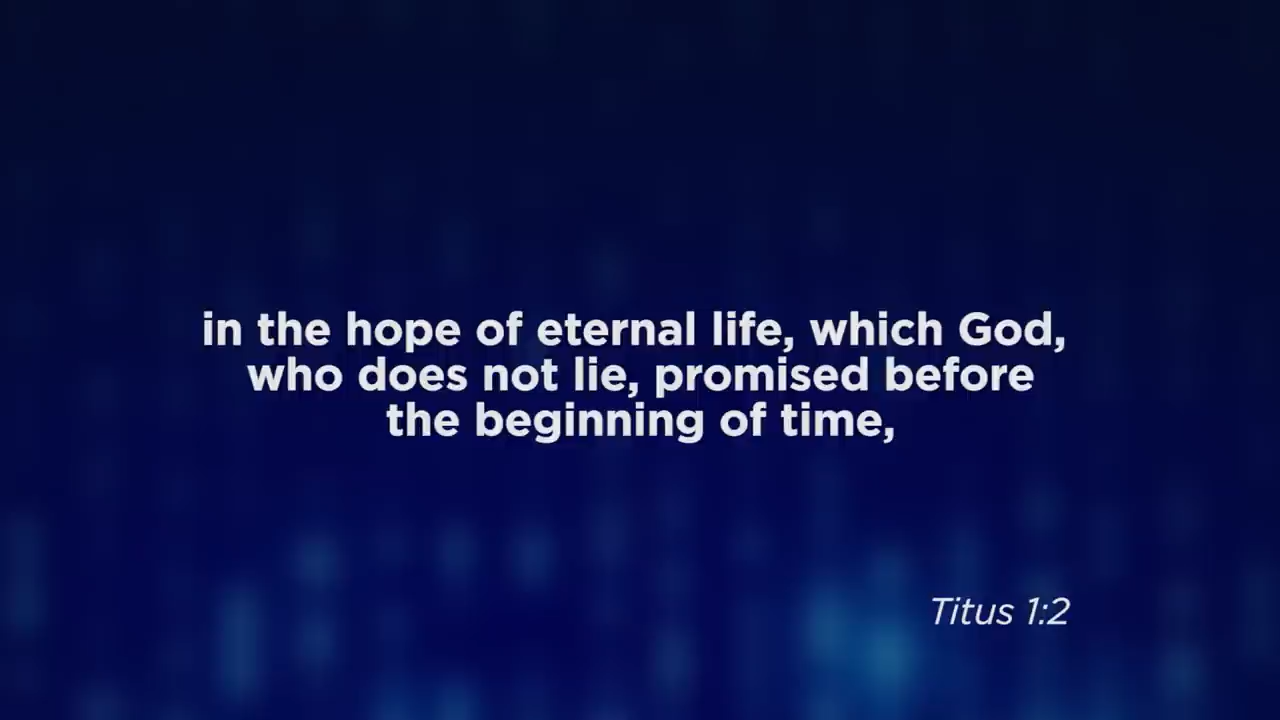 in the hope of eternal life, which God,
who does not lie, promised before
the beginning of time,
Titus 1:2